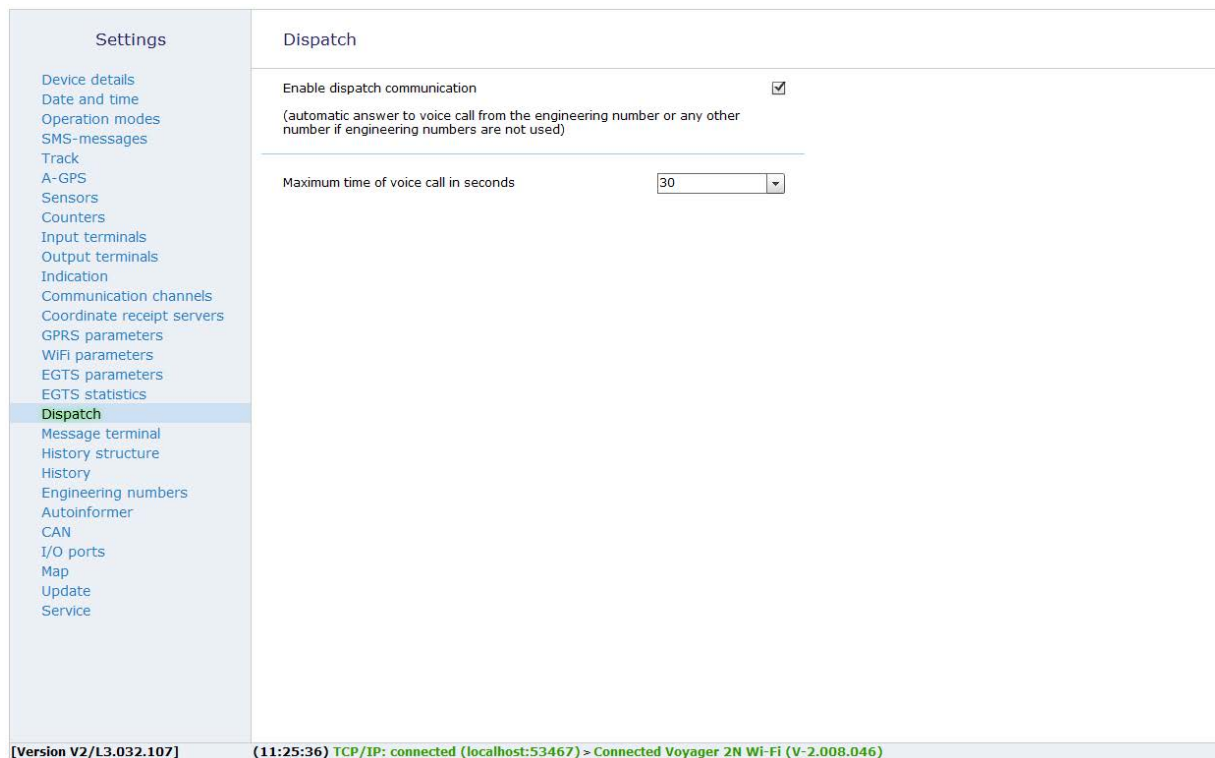 Settings
Device details
Date and time
Operation modes
SMS-messages
Track
A-GPS
Sensors
Counters
Input terminals
Output terminals
Indication
Communication channels
Coordinate receipt servers
GPRS parameters
WiFi parameters
EGTS parameters
EGTS statistics
Dispatch
Message terminal
History structure
History
Engineering numbers
Autoinformer
CAN
I/O ports
Map
Update
Service
Dispatch
Enable dispatch communication
(automatic answer to voice call from the engineering number or any other
number if engineering numbers are not used)
Maximum time of voice call in seconds 30
[Version V2/L3.032.107] (11:25:36) TCP/IP: connected (localhost:53467) > Connected Voyager 2N Wi-Fi (V-2.008.046)